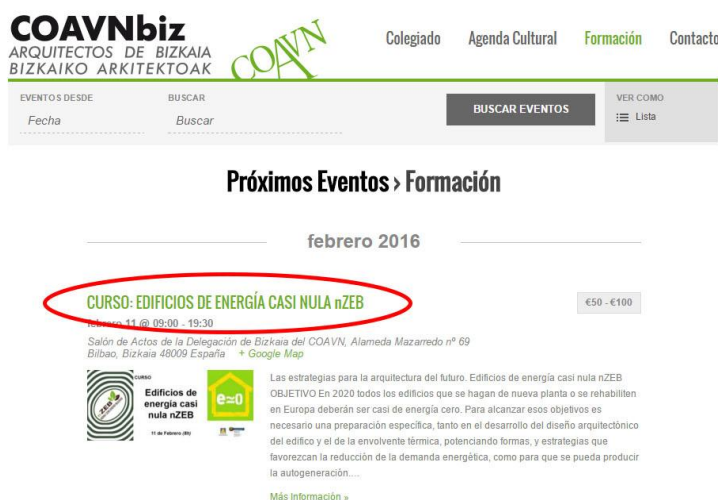 COAVNbiz
ARQUITECTOS DE BIZKAIA
BIZKAIKO ARKITEKTOAK
COAVN
Colegiado Agenda Cultural Formación Contacto
EVENTOS DESDE BUSCAR VER COMO
Fecha Buscar BUSCAR EVENTOS Lista
Próximos Eventos › Formación
febrero 2016
CURSO: EDIFICIOS DE ENERGÍA CASI NULA nZEB
€50 - €100
febrero 11 @ 09:00 - 19:30
Salón de Actos de la Delegación de Bizkaia del COAVN, Alameda Mazarredo nº 69
Bilbao, Bizkaia 48009 España + Google Map
CURSO
Edificios de
energía casi
nula nZEB
11 de Febrero (8h)
ZEB
e≃0
Las estrategias para la arquitectura del futuro. Edificios de energía casi nula nZEB
OBJETIVO En 2020 todos los edificios que se hagan de nueva planta o se rehabiliten
en Europa deberán ser casi de energía cero. Para alcanzar esos objetivos es
necesario una preparación específica, tanto en el desarrollo del diseño arquitectónico
del edifico y el de la envolvente térmica, potenciando formas, y estrategias que
favorezcan la reducción de la demanda energética, como para que se pueda producir
la autogeneración....
Más Información »